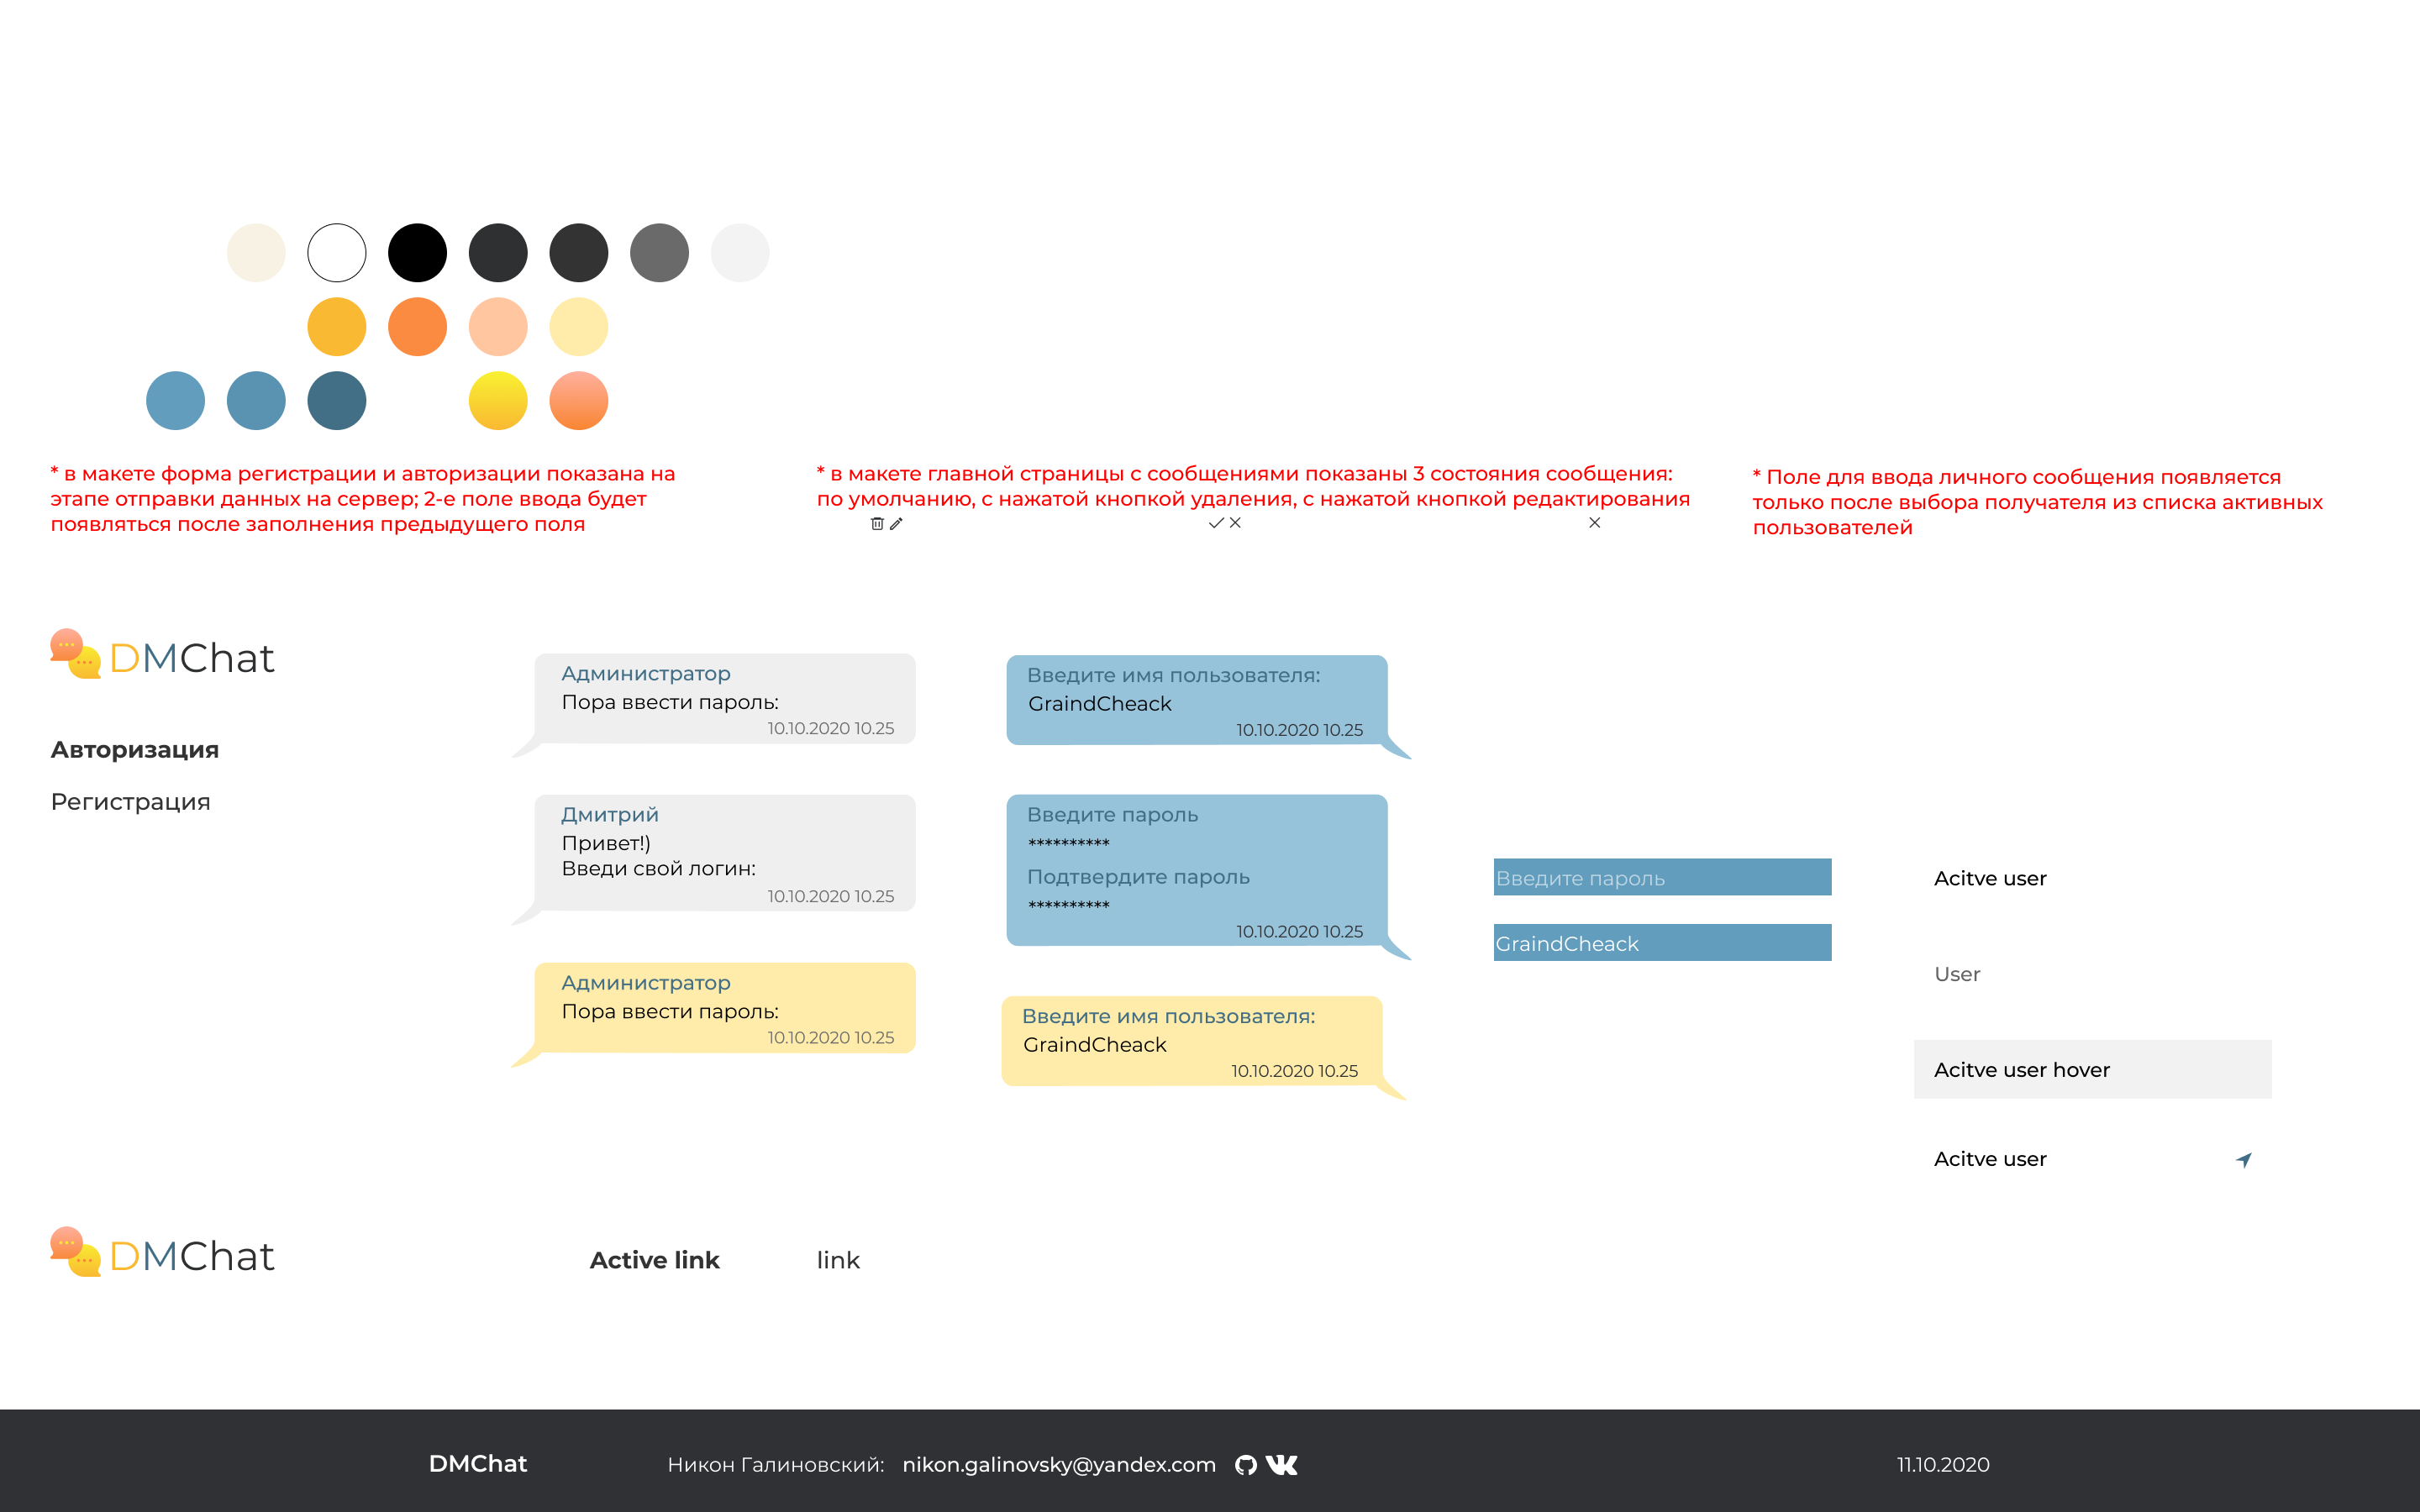 * в макете форма регистрации и авторизации показана на
этапе отправки данных на сервер; 2-е поле ввода будет
появляться после заполнения предыдущего поля
* в макете главной страницы с сообщениями показаны 3 состояния сообщения:
по умолчанию, с нажатой кнопкой удаления, с нажатой кнопкой редактирования
* Поле для ввода личного сообщения появляется
только после выбора получателя из списка активных
пользователей
DMChat
Авторизация
Регистрация
Администратор
Пора ввести пароль:
10.10.2020 10.25
Дмитрий
Привет!)
Введи свой логин:
10.10.2020 10.25
Администратор
Пора ввести пароль:
10.10.2020 10.25
Введите имя пользователя:
GraindCheack
10.10.2020 10.25
Введите пароль
**********
Подтвердите пароль
**********
10.10.2020 10.25
Введите имя пользователя:
GraindCheack
10.10.2020 10.25
Введите пароль
GraindCheack
Acitve user
User
Acitve user hover
Acitve user
DMChat
Active link
link
DMChat
Никон Галиновский: nikon.galinovsky@yandex.com
11.10.2020